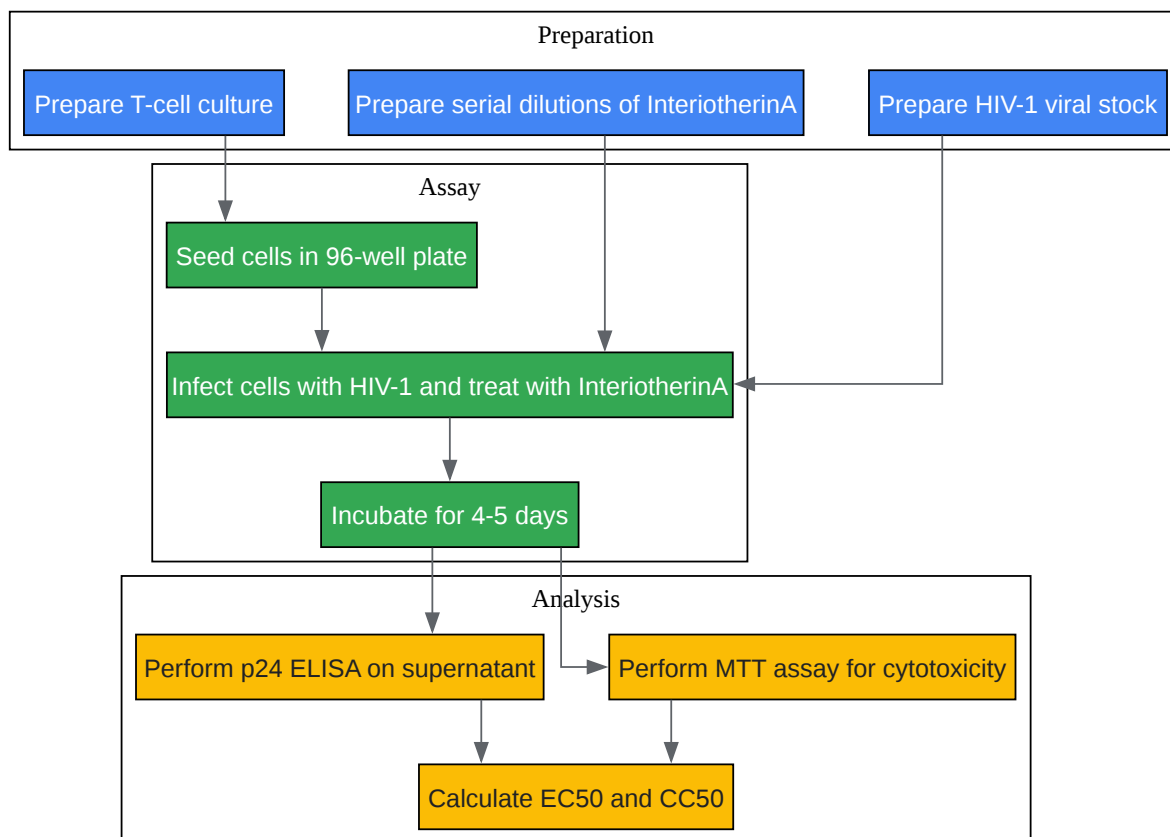 Preparation
Prepare T-cell culture
Prepare serial dilutions of InteriotherinA
Prepare HIV-1 viral stock
Assay
Seed cells in 96-well plate
Infect cells with HIV-1 and treat with InteriotherinA
Incubate for 4-5 days
Analysis
Perform p24 ELISA on supernatant
Perform MTT assay for cytotoxicity
Calculate EC50 and CC50